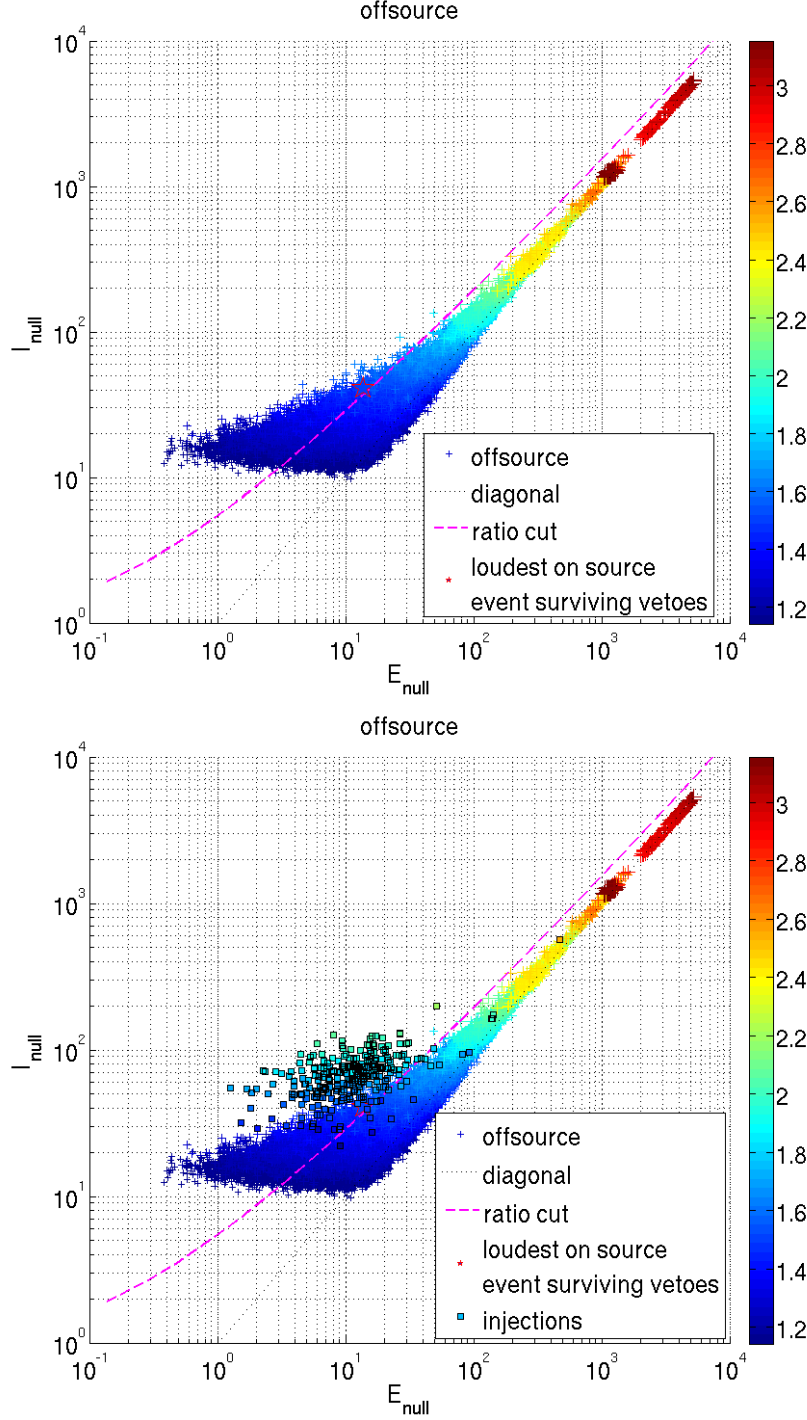 offsource
10^4
10^3
10^2
10^1
10^0
I_null
10^-1 10^0 10^1 10^2 10^3 10^4
E_null
offsource
diagonal
ratio cut
loudest on source
event surviving vetoes
3
2.8
2.6
2.4
2.2
2
1.8
1.6
1.4
1.2
offsource
10^4
10^3
10^2
10^1
10^0
I_null
10^-1 10^0 10^1 10^2 10^3 10^4
E_null
offsource
diagonal
ratio cut
loudest on source
event surviving vetoes
injections
3
2.8
2.6
2.4
2.2
2
1.8
1.6
1.4
1.2